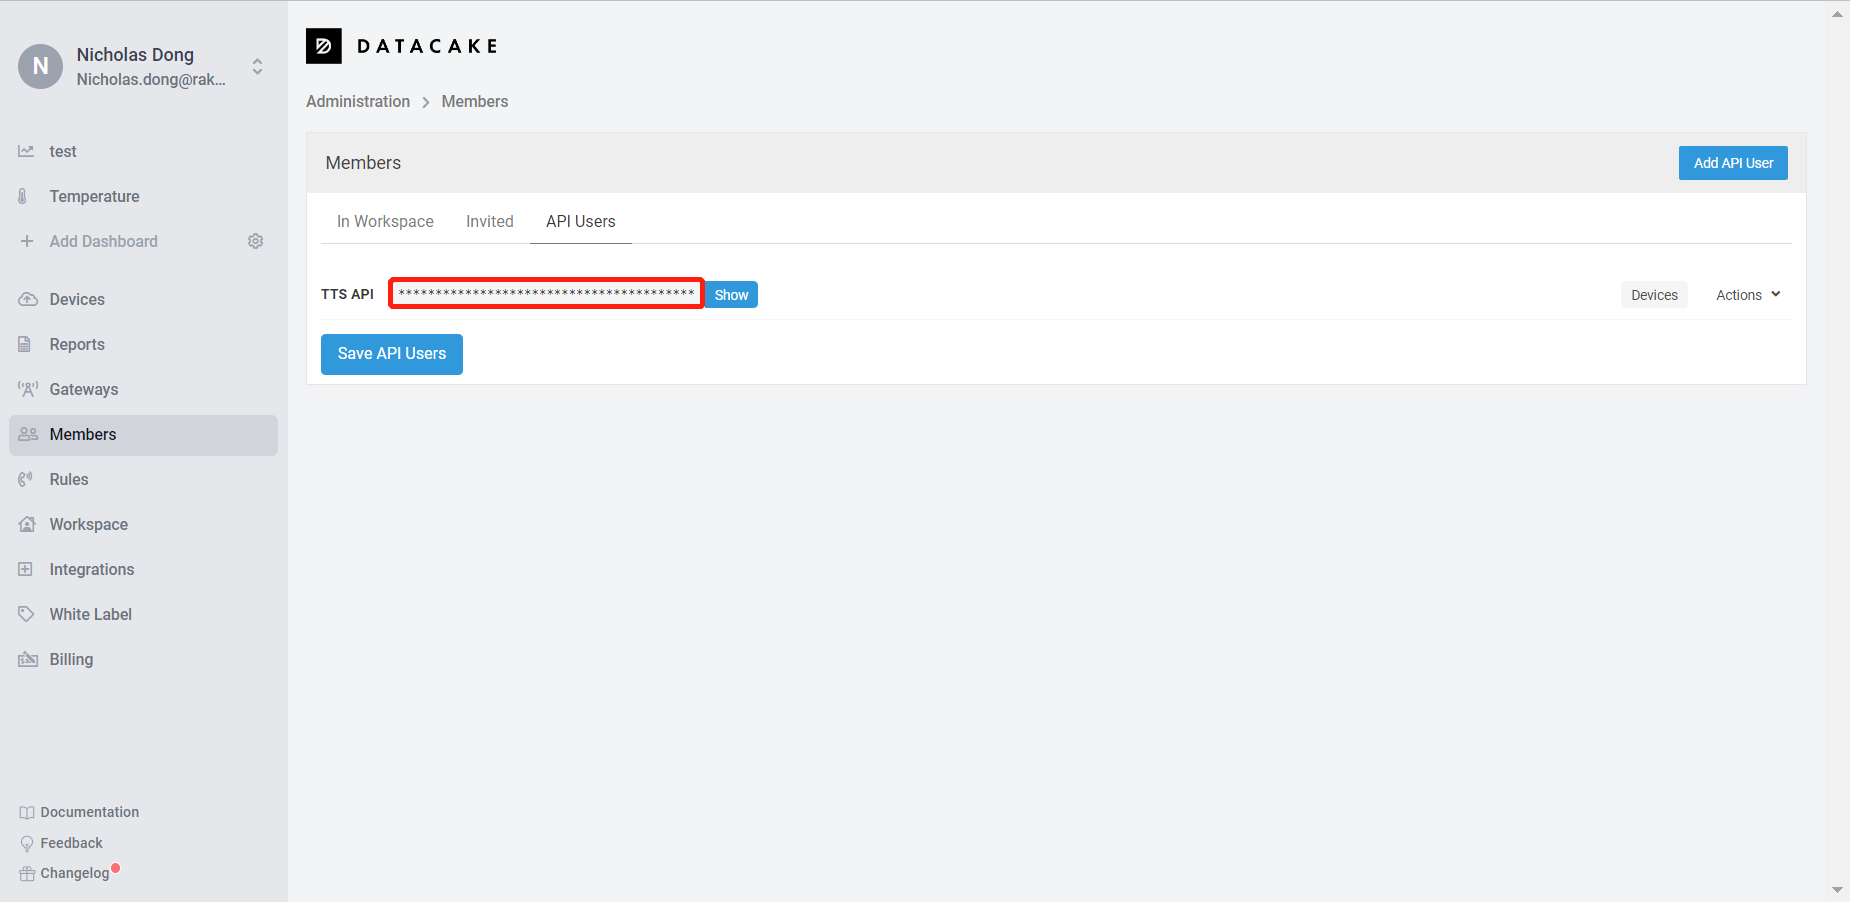 N
Nicholas Dong
Nicholas.dong@rak...
test
Temperature
Add Dashboard
Devices
Reports
Gateways
Members
Rules
Workspace
Integrations
White Label
Billing
Documentation
Feedback
Changelog
DATACAKE
Administration > Members
Members
Add API User
In Workspace Invited API Users
TTS API **************************************** Show Devices Actions
Save API Users